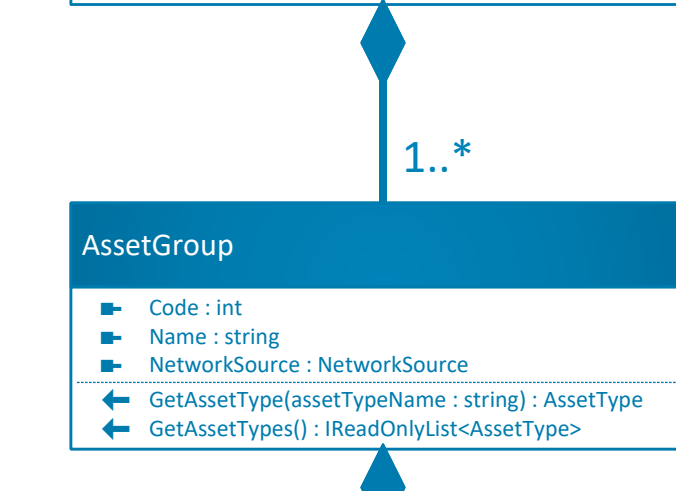 1..*
AssetGroup
Code : int
Name : string
NetworkSource : NetworkSource
GetAssetType(assetTypeName : string) : AssetType
GetAssetTypes() : IReadOnlyList<AssetType>